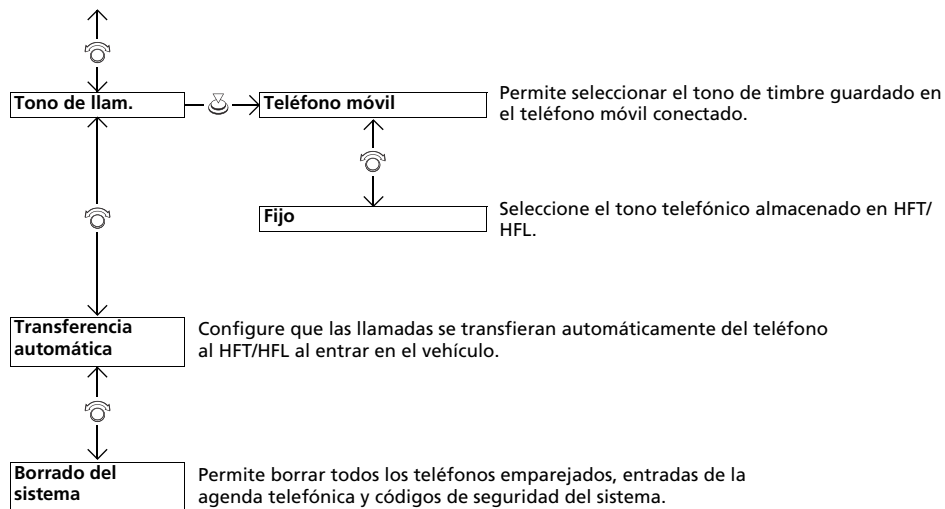 Tono de llam.
Teléfono móvil
Permite seleccionar el tono de timbre guardado en
el teléfono móvil conectado.
Fijo
Seleccione el tono telefónico almacenado en HFT/
HFL.
Transferencia
automática
Configure que las llamadas se transfieran automáticamente del teléfono
al HFT/HFL al entrar en el vehículo.
Borrado del
sistema
Permite borrar todos los teléfonos emparejados, entradas de la
agenda telefónica y códigos de seguridad del sistema.